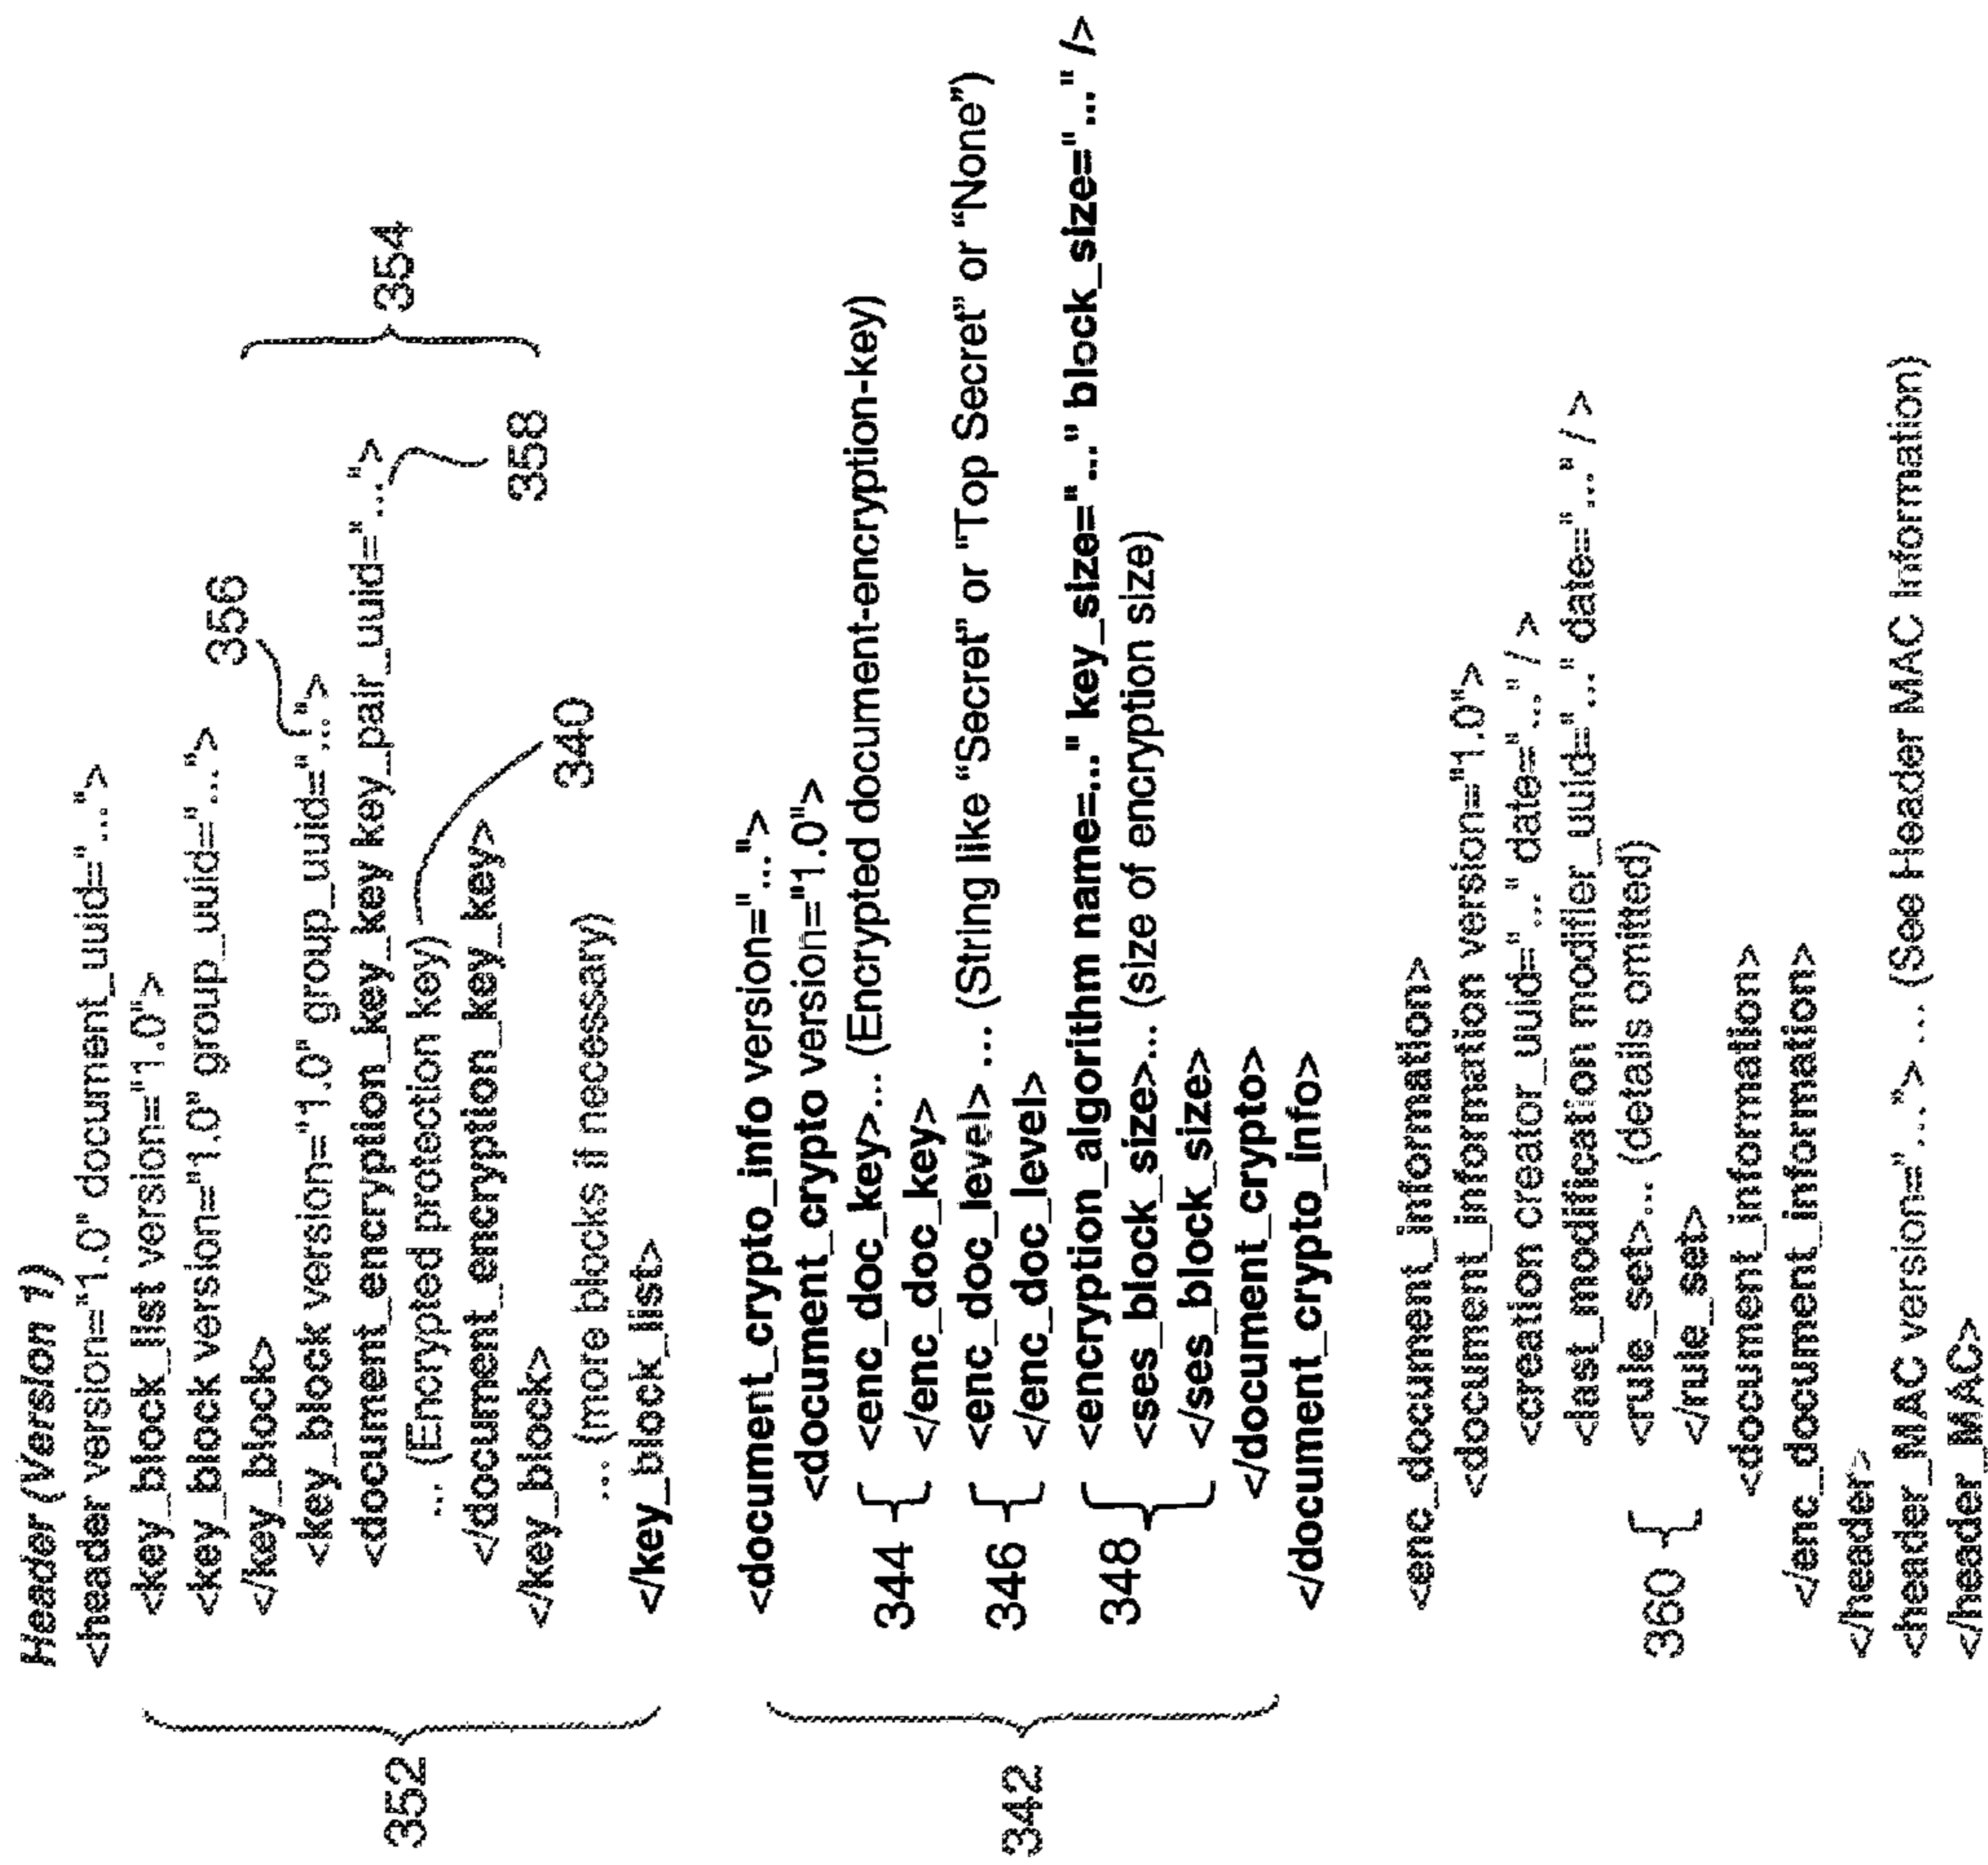 Header (Version 1)
<header version="1.0" document_uuid="...">
<key_block_list version="1.0">
<key_block version="1.0" group_uuid="...">
</key_block>
<key_block version="1.0" group_uuid="...">
356
<document_encryption_key_key key_pair_uuid="...">
358
354
... (Encrypted protection key)
340
</document_encryption_key_key>
</key_block>
... (more blocks if necessary)
</key_block_list>
352
<document_crypto_info version="...">
<document_crypto version="1.0">
<enc_doc_key>... (Encrypted document-encryption-key)
</enc_doc_key>
344
<enc_doc_level> ... (String like “Secret” or “Top Secret” or “None”)
</enc_doc_level>
346
<encryption_algorithm name=..." key_size="..." block_size="..." />
<ses_block_size>... (size of encryption size)
</ses_block_size>
348
</document_crypto>
</document_crypto_info>
342
<enc_document_information>
<document_information version="1.0">
<creation creator_uuid="..." date="..." / >
<last_modification modifier_uuid="..." date="..." / >
<rule_set>... (details omitted)
</rule_set>
360
<document_information>
</enc_document_information>
</header>
<header_MAC version="...”> ... (See Header MAC Information)
</header_MAC>